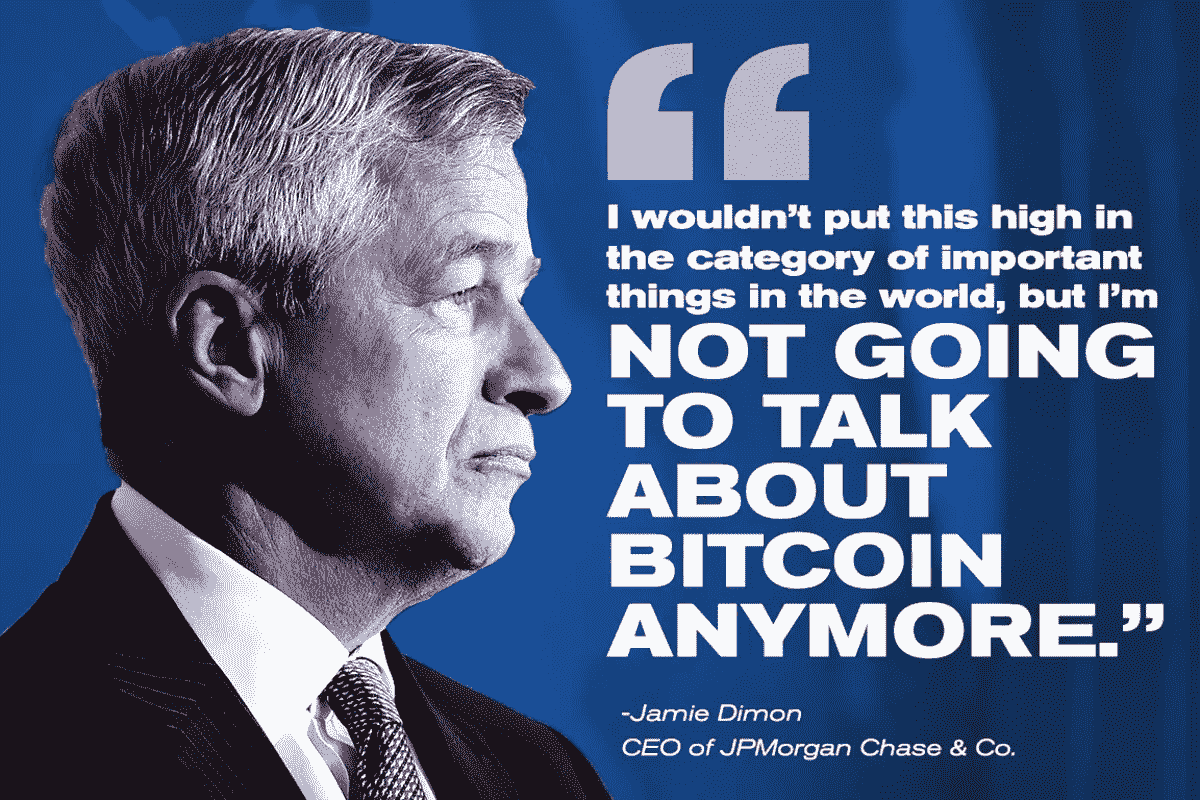 “
I wouldn’t put this high in
the category of important
things in the world, but I’m
NOT GOING
TO TALK
ABOUT
BITCOIN
ANYMORE.”
-Jamie Dimon
CEO of JPMorgan Chase & Co.